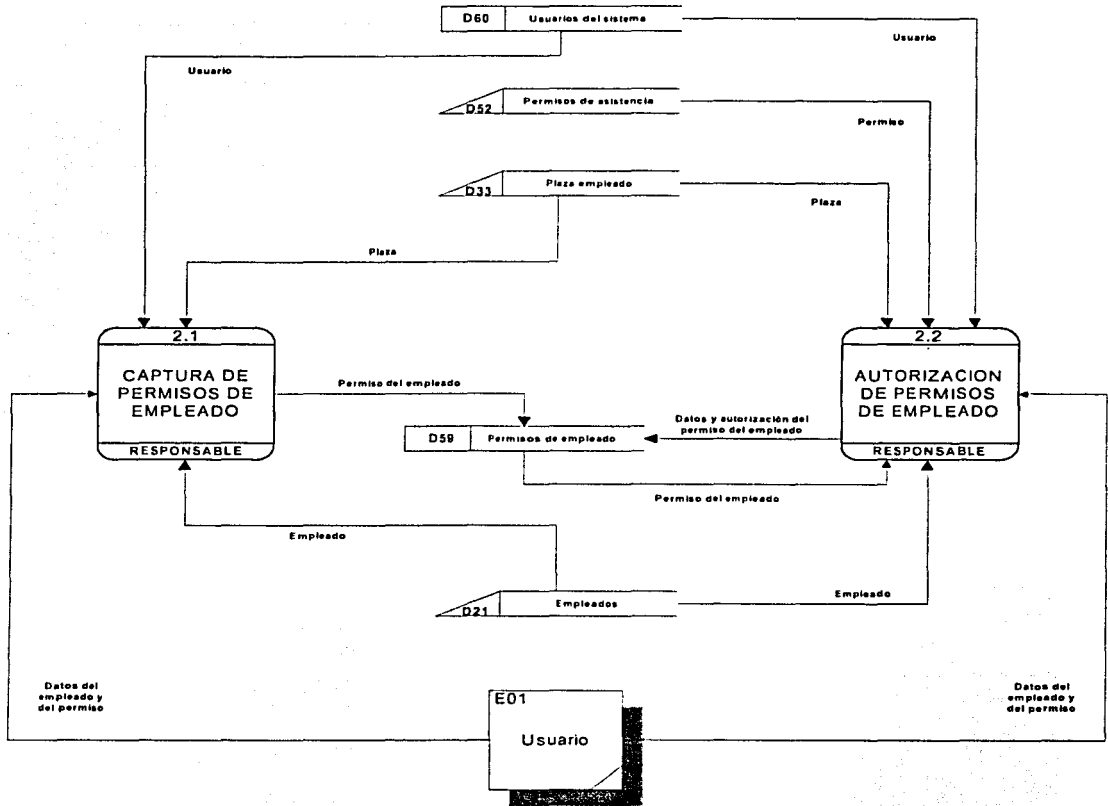 D60 Usuarios del sistema
Usuario
Usuario
D52 Permisos de asistencia
Permiso
D33 Plaza empleado
Plaza
Plaza
2.1
CAPTURA DE
PERMISOS DE
EMPLEADO
RESPONSABLE
2.2
AUTORIZACION
DE PERMISOS
DE EMPLEADO
RESPONSABLE
Permiso del empleado
Datos y autorización del
permiso del empleado
D59 Permisos de empleado
Permiso del empleado
Empleado
D21 Empleados
Empleado
Datos del
empleado y
del permiso
E01
Usuario
Datos del
empleado y
del permiso